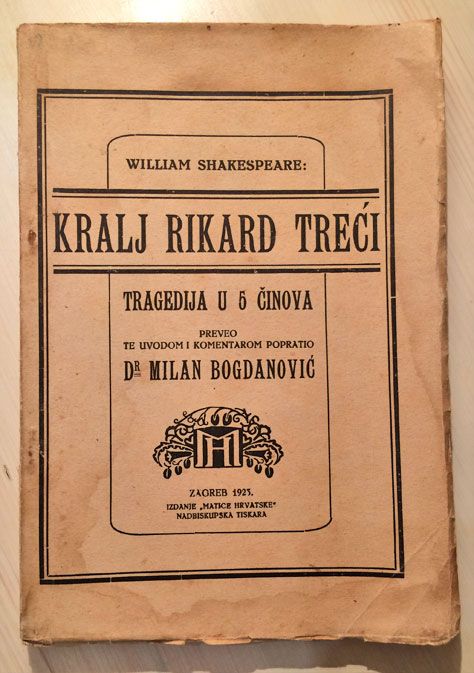 WILLIAM SHAKESPEARE:
KRALJ RIKARD TREĆI
TRAGEDIJA U 5 ČINOVA
PREVEO
TE UVODOM I KOMENTAROM POPRATIO
DR MILAN BOGDANOVIĆ
MH
ZAGREB 1923.
IZDANJE „MATICE HRVATSKE“
NADBISKUPSKA TISKARA